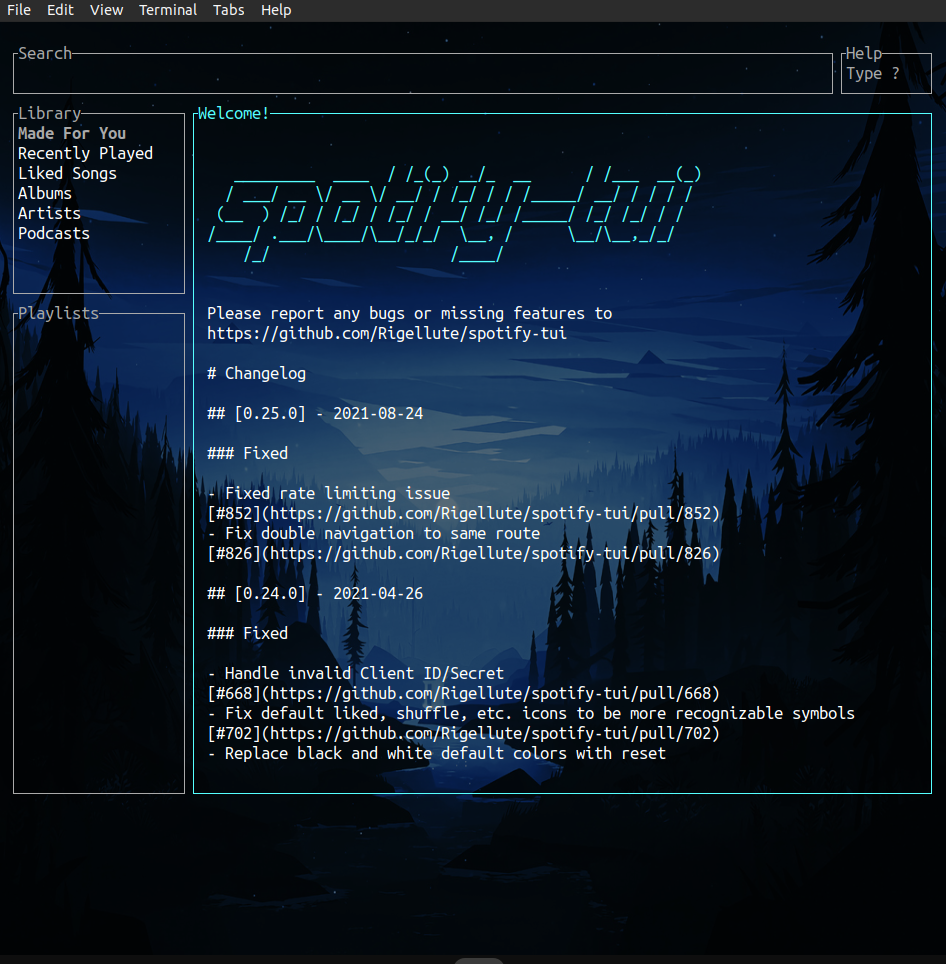 File Edit View Terminal Tabs Help
Search
Help
Type ?
Library
Made For You
Recently Played
Liked Songs
Albums
Artists
Podcasts
Playlists
Welcome!
spotify-tui
Please report any bugs or missing features to
https://github.com/Rigellute/spotify-tui
# Changelog
## [0.25.0] - 2021-08-24
### Fixed
- Fixed rate limiting issue
[#852](https://github.com/Rigellute/spotify-tui/pull/852)
- Fix double navigation to same route
[#826](https://github.com/Rigellute/spotify-tui/pull/826)
## [0.24.0] - 2021-04-26
### Fixed
- Handle invalid Client ID/Secret
[#668](https://github.com/Rigellute/spotify-tui/pull/668)
- Fix default liked, shuffle, etc. icons to be more recognizable symbols
[#702](https://github.com/Rigellute/spotify-tui/pull/702)
- Replace black and white default colors with reset